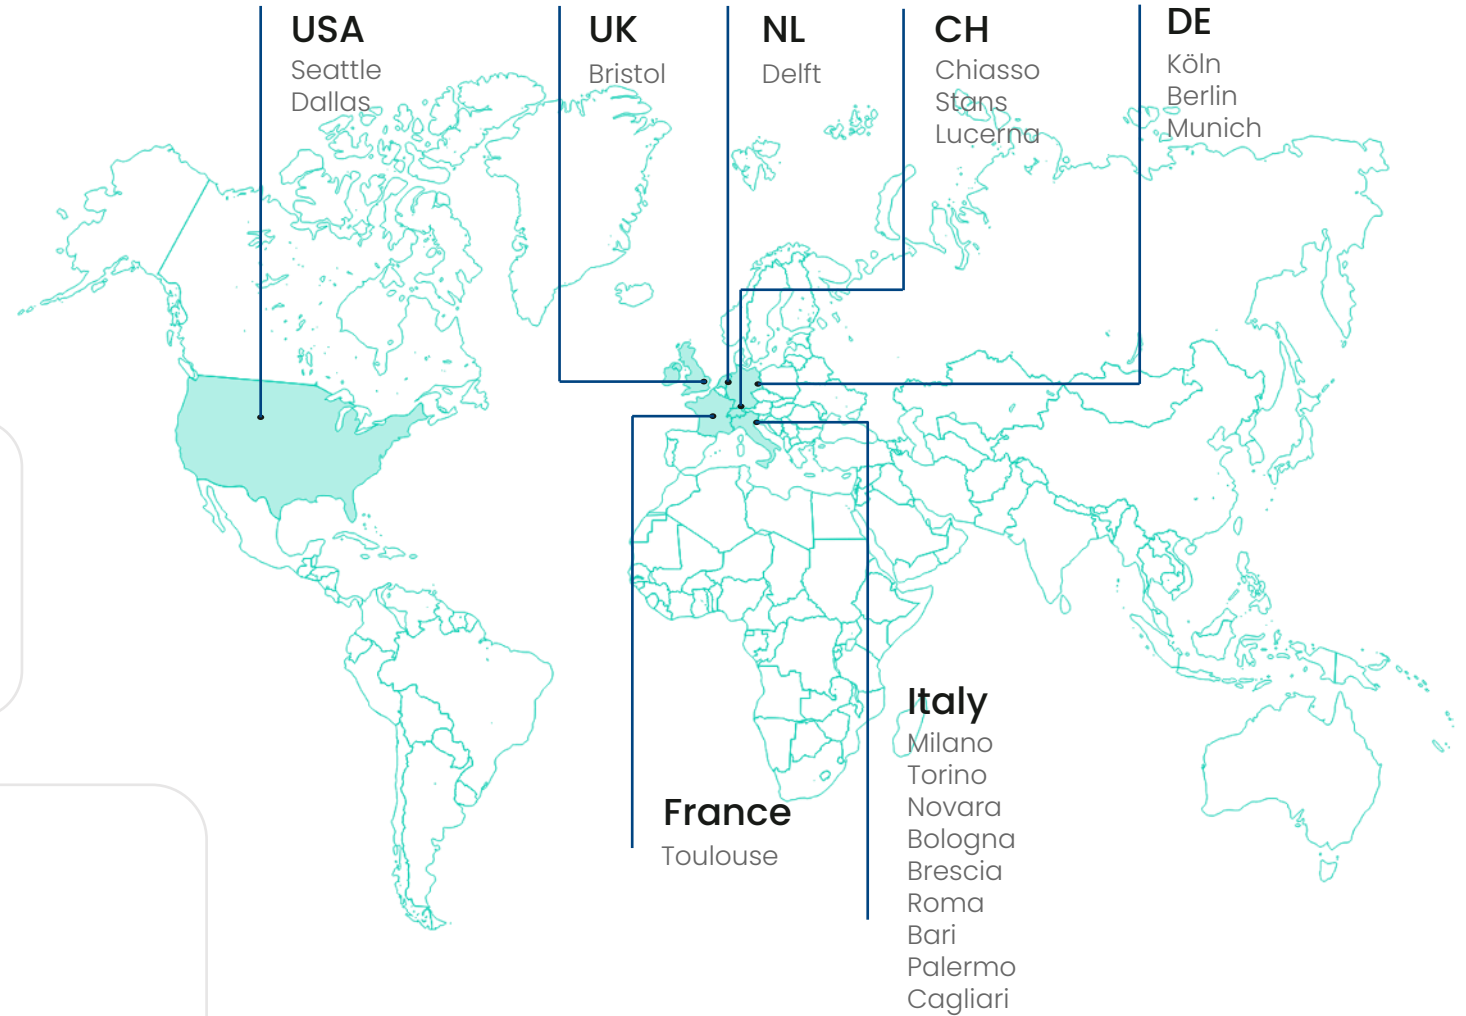 USA
Seattle
Dallas
UK
Bristol
NL
Delft
CH
Chiasso
Stans
Lucerna
DE
Köln
Berlin
Munich
France
Toulouse
Italy
Milano
Torino
Novara
Bologna
Brescia
Roma
Bari
Palermo
Cagliari